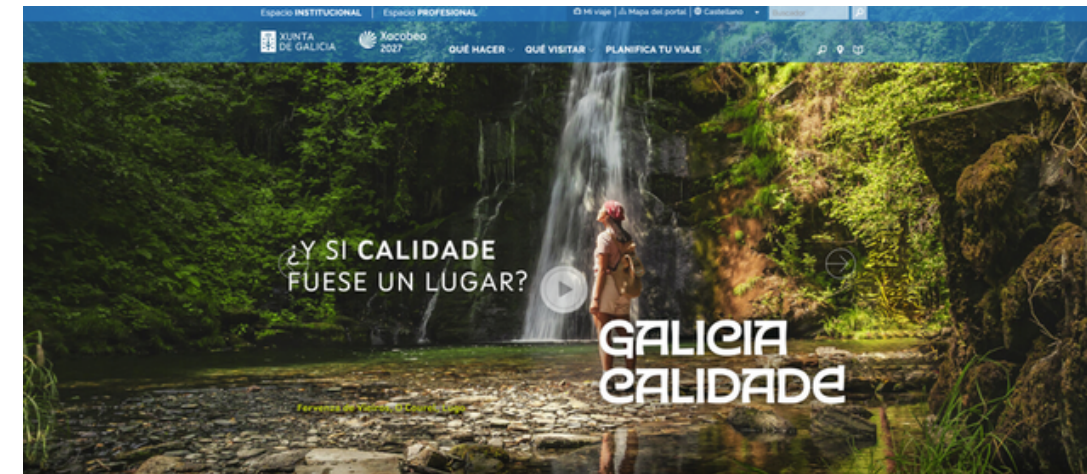 Espacio INSTITUCIONAL Espacio PROFESIONAL Mi viaje Mapa del portal Castellano Buscador
XUNTA
DE GALICIA
Xacobeo
2027
QUÉ HACER QUÉ VISITAR PLANIFICA TU VIAJE
¿Y SI CALIDADE
FUESE UN LUGAR?
GALICIA
CALIDADE
Fervenza de Vieiros, O Courel, Lugo